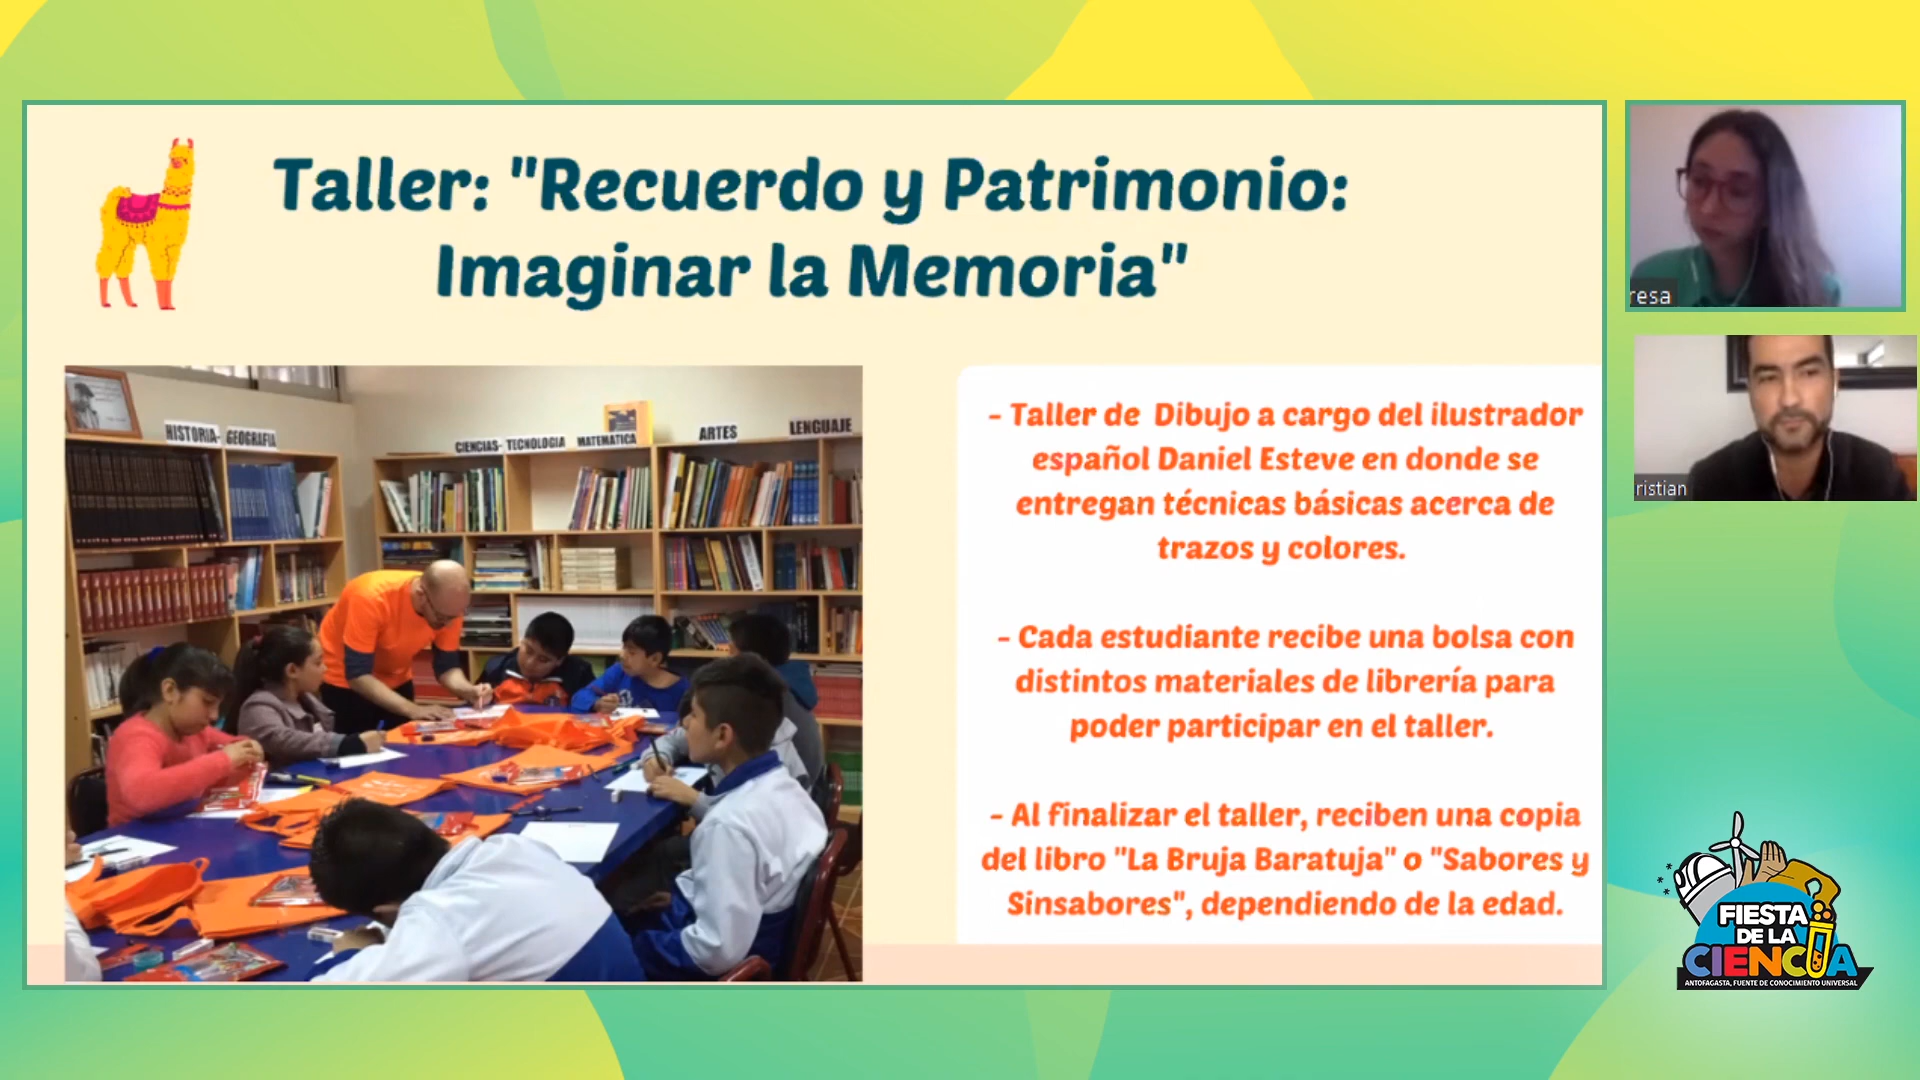 Taller: "Recuerdo y Patrimonio:
Imaginar la Memoria"
HISTORIA- GEOGRAFIA
CIENCIAS- TECNOLOGIA MATEMATICA
ARTES
LENGUAJE
- Taller de Dibujo a cargo del ilustrador
español Daniel Esteve en donde se
entregan técnicas básicas acerca de
trazos y colores.
- Cada estudiante recibe una bolsa con
distintos materiales de librería para
poder participar en el taller.
- Al finalizar el taller, reciben una copia
del libro "La Bruja Baratuja" o "Sabores y
Sinsabores", dependiendo de la edad.
resa
ristian
FIESTA
DE LA
CIENCIA
ANTOFAGASTA, FUENTE DE CONOCIMIENTO UNIVERSAL